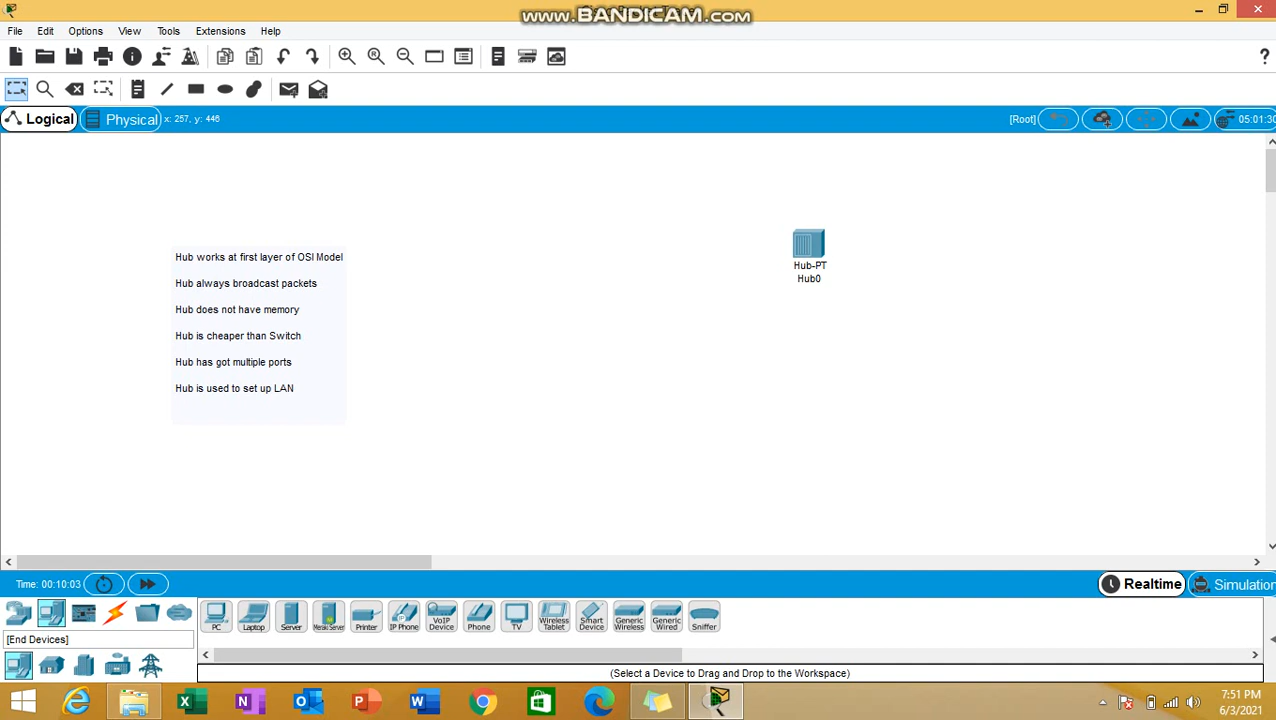 www.BANDICAM.com
File Edit Options View Tools Extensions Help
Logical Physical x: 257, y: 446 [Root] 05:01:30
Hub-PT
Hub0
Hub works at first layer of OSI Model
Hub always broadcast packets
Hub does not have memory
Hub is cheaper than Switch
Hub has got multiple ports
Hub is used to set up LAN
Time: 00:10:03 Realtime Simulation
PC Laptop Server Meraki Server Printer IP Phone VoIP Device Phone TV Wireless Tablet Smart Device Generic Wireless Generic Wired Sniffer
[End Devices]
(Select a Device to Drag and Drop to the Workspace)
7:51 PM
6/3/2021